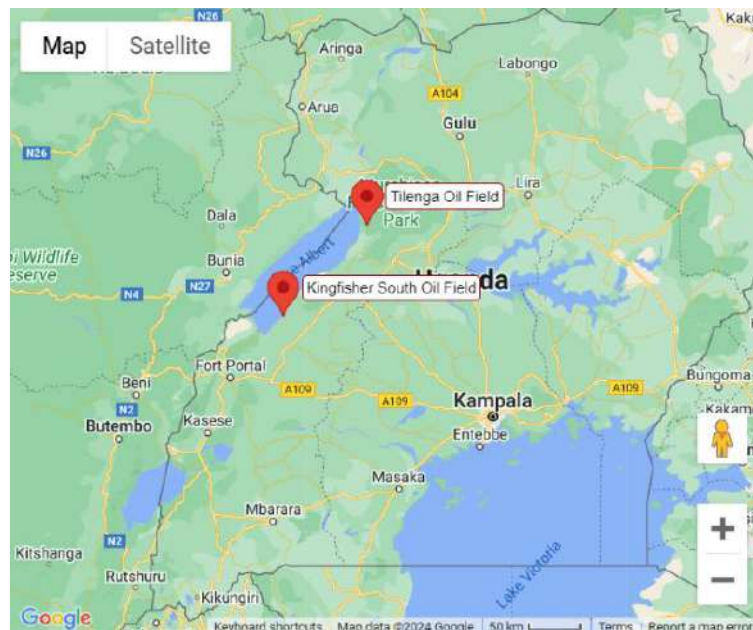 Map Satellite
N26
Aringa
Labongo
Arua
A104
Gulu
N26
Tilenga Oil Field
Lira
Park
Dala
Bunia
Kingfisher South Oil Field
N4
N27
Fort Portal
Beni
A109
A109
A109
Bungoma
N2
Kampala
Butembo
Kasese
Entebbe
Masaka
Mbarara
N2
Kitshanga
Rutshuru
Kikungiri
Lake Victoria
Google
Keyboard shortcuts Map data ©2024 Google 50 km Terms Report a map error